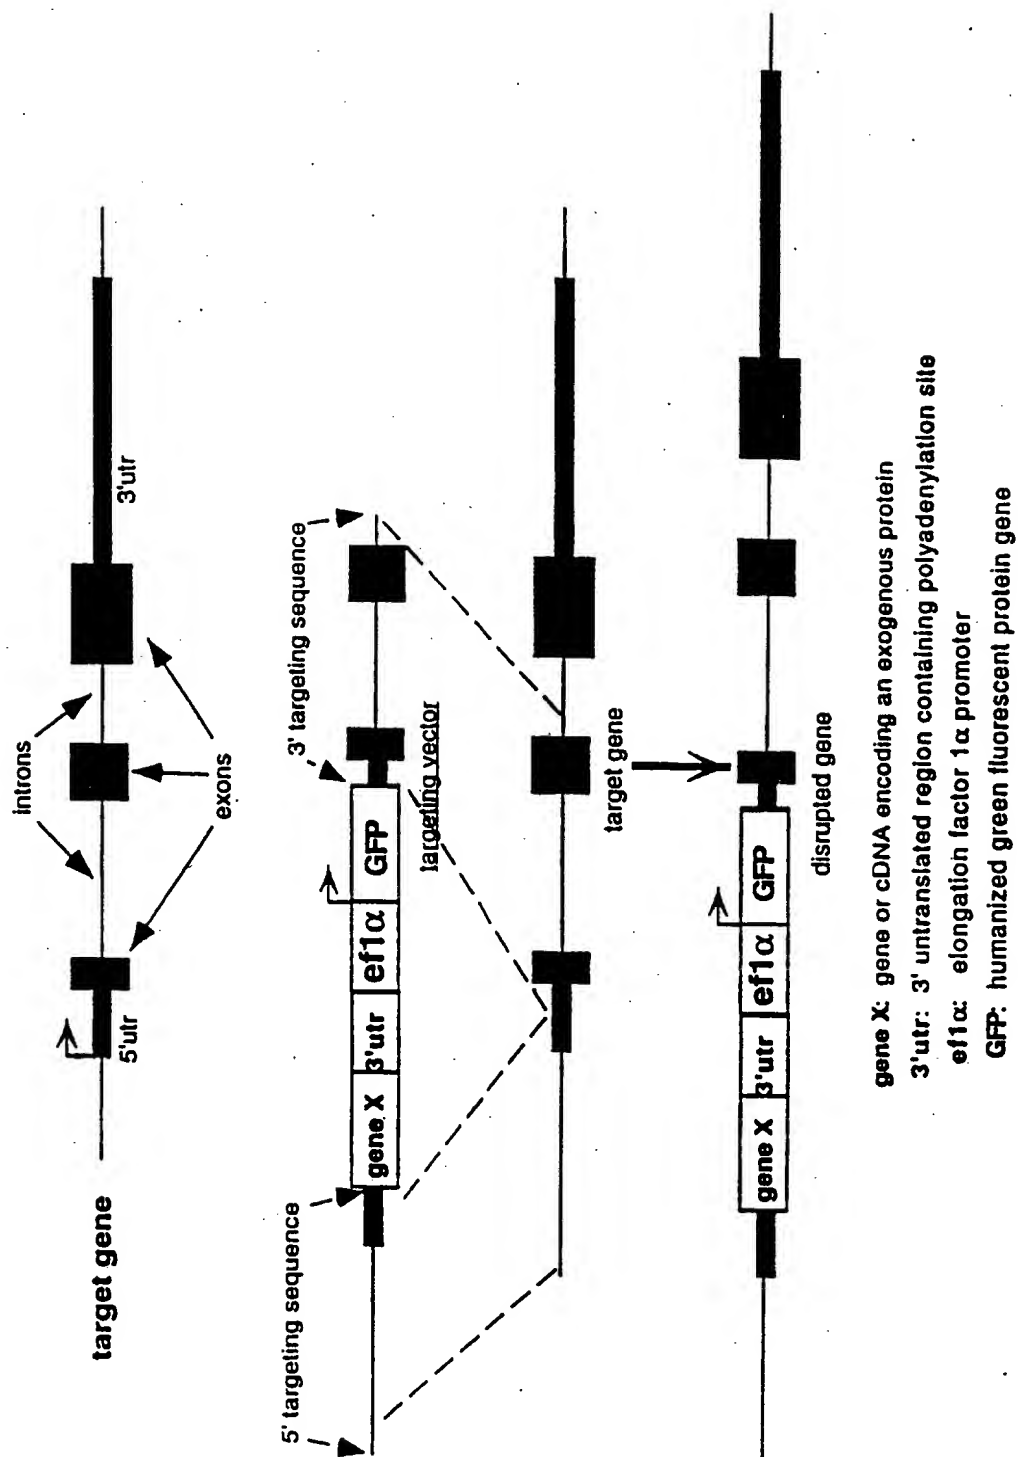 target gene
5'utr
introns
exons
3'utr
5' targeting sequence
3' targeting sequence
gene X
3'utr
ef1α
GFP
targeting vector
target gene
gene X
3'utr
ef1α
GFP
disrupted gene
gene X: gene or cDNA encoding an exogenous protein
3'utr: 3' untranslated region containing polyadenylation site
ef1α: elongation factor 1α promoter
GFP: humanized green fluorescent protein gene